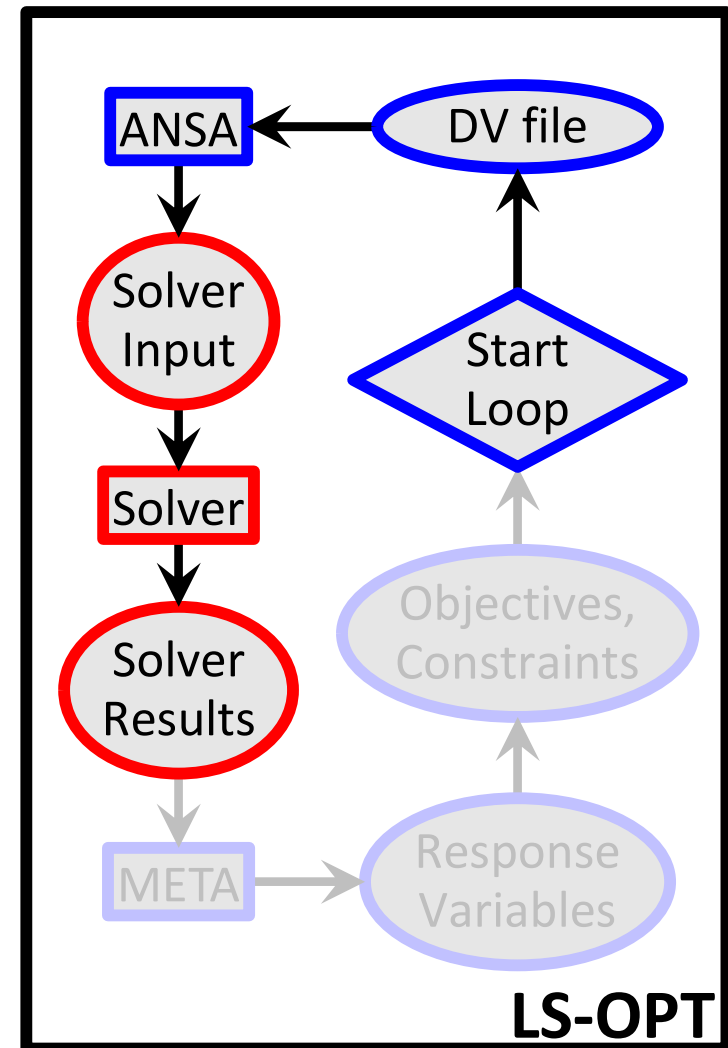 ANSA
DV file
Solver
Input
Start
Loop
Solver
Objectives,
Constraints
Solver
Results
META
Response
Variables
LS-OPT